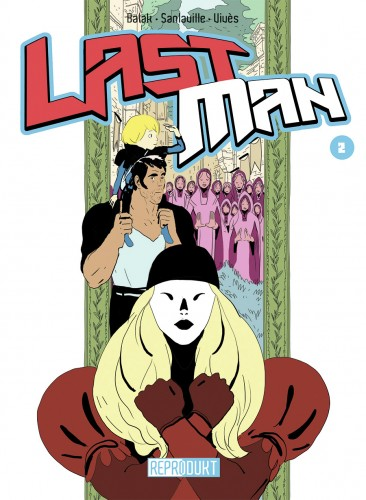 Balak • Sanlaville • Vivès
LAST
MAN
2
REPRODUKT